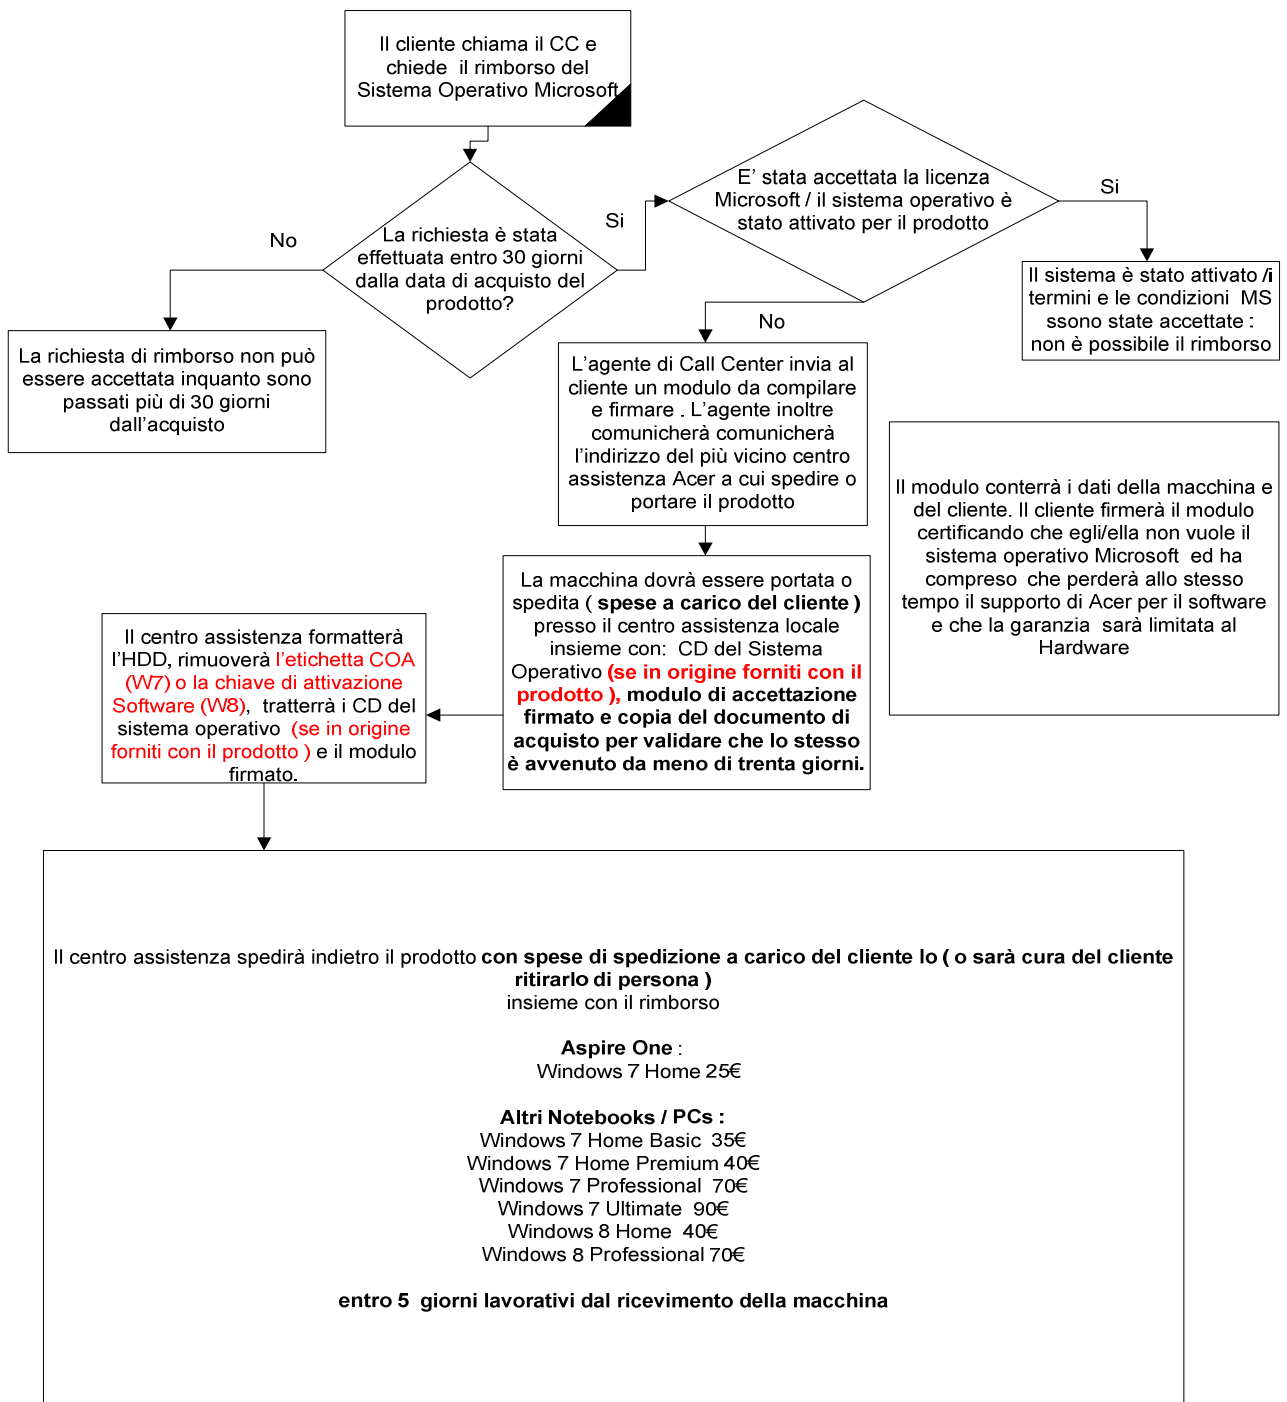 Il cliente chiama il CC e
chiede il rimborso del
Sistema Operativo Microsoft
La richiesta è stata
effettuata entro 30 giorni
dalla data di acquisto del
prodotto?
No
Si
La richiesta di rimborso non può
essere accettata inquanto sono
passati più di 30 giorni
dall'acquisto
E' stata accettata la licenza
Microsoft / il sistema operativo è
stato attivato per il prodotto
Si
No
Il sistema è stato attivato /i
termini e le condizioni MS
ssono state accettate :
non è possibile il rimborso
L'agente di Call Center invia al
cliente un modulo da compilare
e firmare . L'agente inoltre
comunicherà comunicherà
l'indirizzo del più vicino centro
assistenza Acer a cui spedire o
portare il prodotto
Il modulo conterrà i dati della macchina e
del cliente. Il cliente firmerà il modulo
certificando che egli/ella non vuole il
sistema operativo Microsoft ed ha
compreso che perderà allo stesso
tempo il supporto di Acer per il software
e che la garanzia sarà limitata al
Hardware
La macchina dovrà essere portata o
spedita ( spese a carico del cliente )
presso il centro assistenza locale
insieme con: CD del Sistema
Operativo (se in origine forniti con il
prodotto ), modulo di accettazione
firmato e copia del documento di
acquisto per validare che lo stesso
è avvenuto da meno di trenta giorni.
Il centro assistenza formatterà
l'HDD, rimuoverà l'etichetta COA
(W7) o la chiave di attivazione
Software (W8), tratterrà i CD del
sistema operativo (se in origine
forniti con il prodotto ) e il modulo
firmato.
Il centro assistenza spedirà indietro il prodotto con spese di spedizione a carico del cliente lo ( o sarà cura del cliente
ritirarlo di persona )
insieme con il rimborso
Aspire One :
Windows 7 Home 25€
Altri Notebooks / PCs :
Windows 7 Home Basic 35€
Windows 7 Home Premium 40€
Windows 7 Professional 70€
Windows 7 Ultimate 90€
Windows 8 Home 40€
Windows 8 Professional 70€
entro 5 giorni lavorativi dal ricevimento della macchina